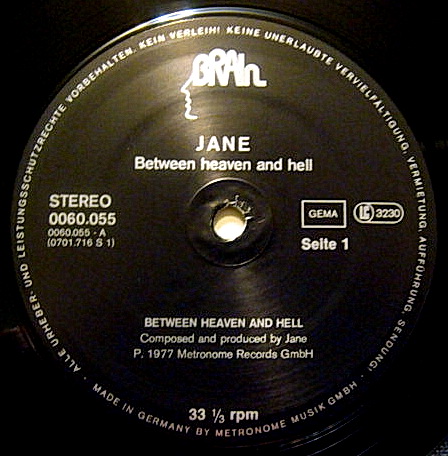 · ALLE URHEBER UND LEISTUNGSSCHUTZRECHTE VORBEHALTEN. KEIN VERLEIH! KEINE UNERLAUBTE VERVIELFÄLTIGUNG, VERMIETUNG, AUFFÜHRUNG, SENDUNG! ·
brain
JANE
Between heaven and hell
STEREO
0060.055
0060.055 - A
(0701.716 S 1)
GEMA
LC 3230
Seite 1
BETWEEN HEAVEN AND HELL
Composed and produced by Jane
P. 1977 Metronome Records GmbH
33 ⅓ rpm
MADE IN GERMANY BY METRONOME MUSIK GMBH